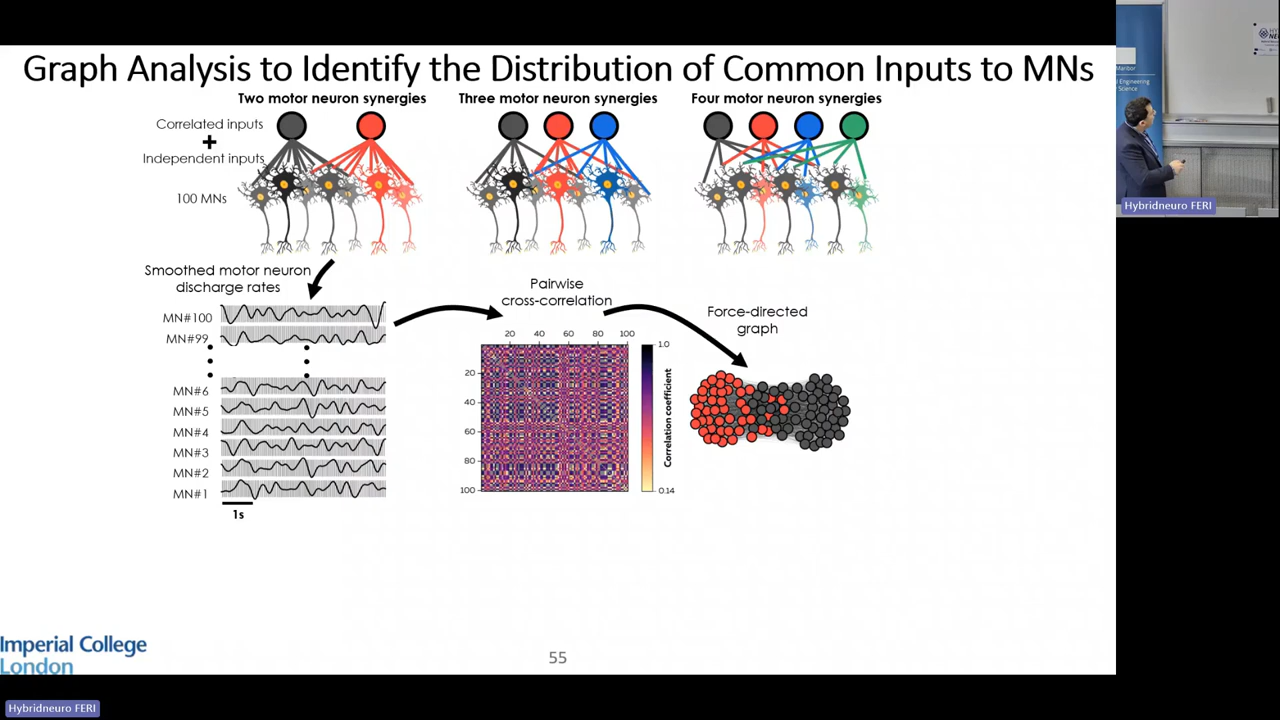 Graph Analysis to Identify the Distribution of Common Inputs to MNs
Two motor neuron synergies
Three motor neuron synergies
Four motor neuron synergies
Correlated inputs
+
Independent inputs
100 MNs
Smoothed motor neuron
discharge rates
MN#100
MN#99
MN#6
MN#5
MN#4
MN#3
MN#2
MN#1
1s
Pairwise
cross-correlation
20 40 60 80 100
20
40
60
80
100
1.0
Correlation coefficient
0.14
Force-directed
graph
Imperial College
London
55
Maribor
Hybridneuro FERI
Hybridneuro FERI